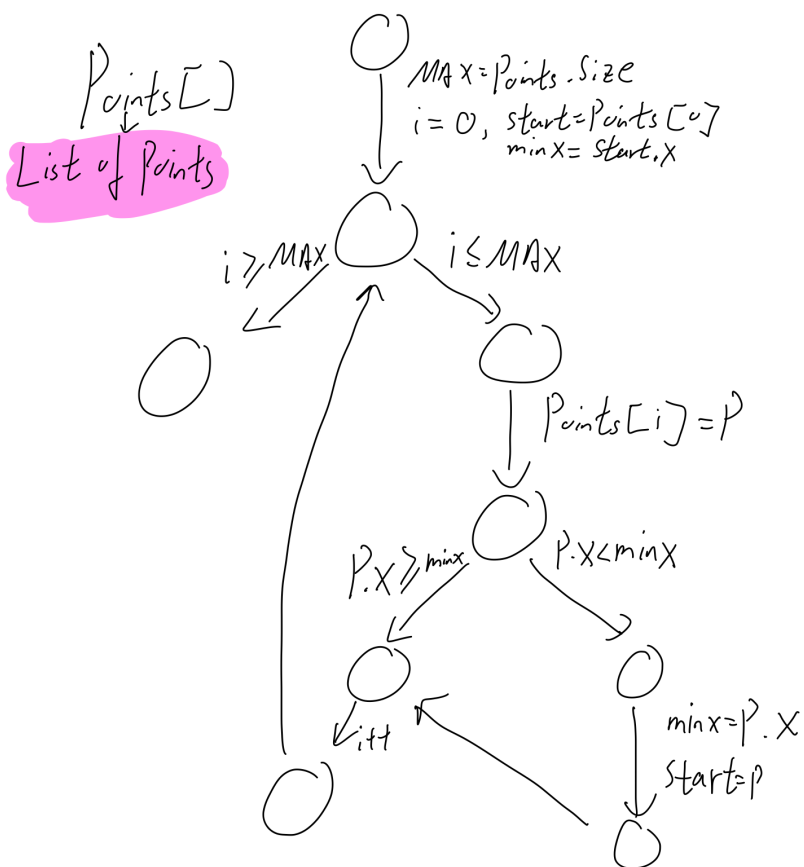 Points[]
List of Points
MAX=Points.Size
i=0, start=Points[0]
minx=start.x
i⩾MAX
i≤MAX
Points[i]=P
P.x⩾minx
P.x<minx
i++
minx=P.X
Start=P